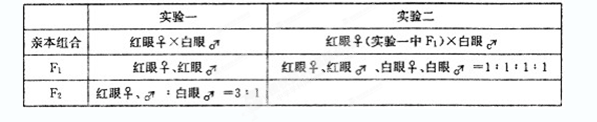 实验一 实验二
亲本组合 红眼♀×白眼♂ 红眼♀(实验一中F₁)×白眼♂
F₁ 红眼♀、红眼♂ 红眼♀、红眼♂、白眼♀、白眼♂=1:1:1:1
F₂ 红眼♀、♂:白眼♂=3:1